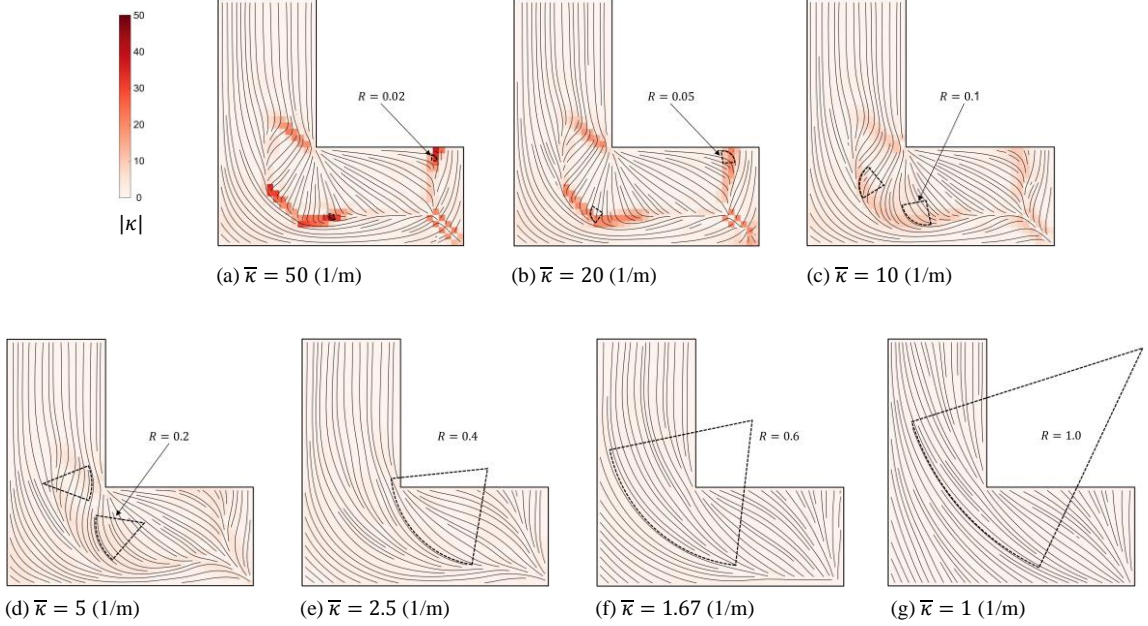 50
40
30
20
10
0
|κ|
R = 0.02
R = 0.05
R = 0.1
(a) κ̅ = 50 (1/m)
(b) κ̅ = 20 (1/m)
(c) κ̅ = 10 (1/m)
R = 0.2
R = 0.4
R = 0.6
R = 1.0
(d) κ̅ = 5 (1/m)
(e) κ̅ = 2.5 (1/m)
(f) κ̅ = 1.67 (1/m)
(g) κ̅ = 1 (1/m)